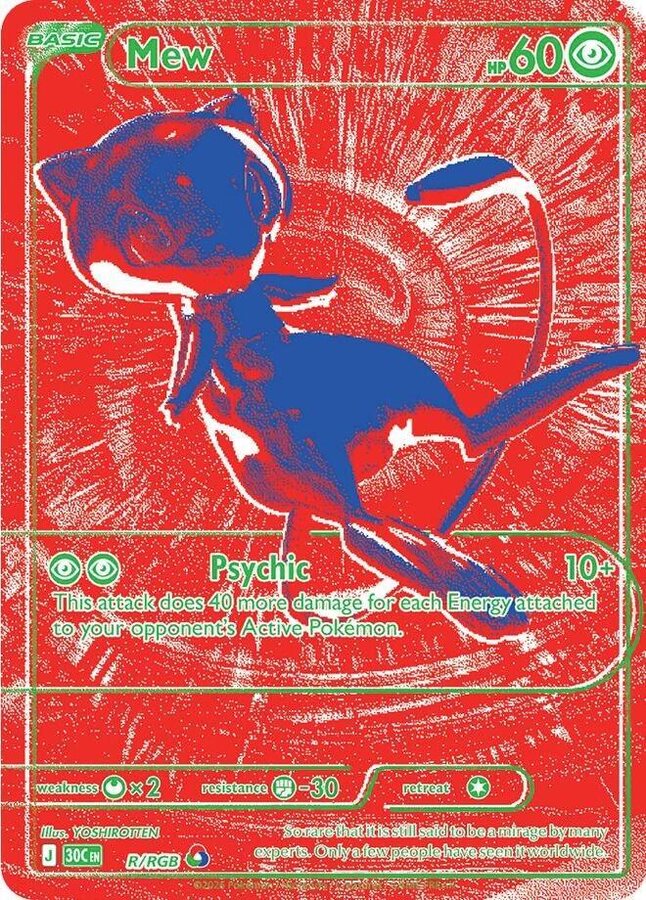 BASIC
Mew
HP 60
Psychic 10+
This attack does 40 more damage for each Energy attached
to your opponent's Active Pokémon.
weakness ×2 resistance -30 retreat
Illus. YOSHIROTTEN
So rare that it is still said to be a mirage by many
experts. Only a few people have seen it worldwide.
J 30C EN R/RGB